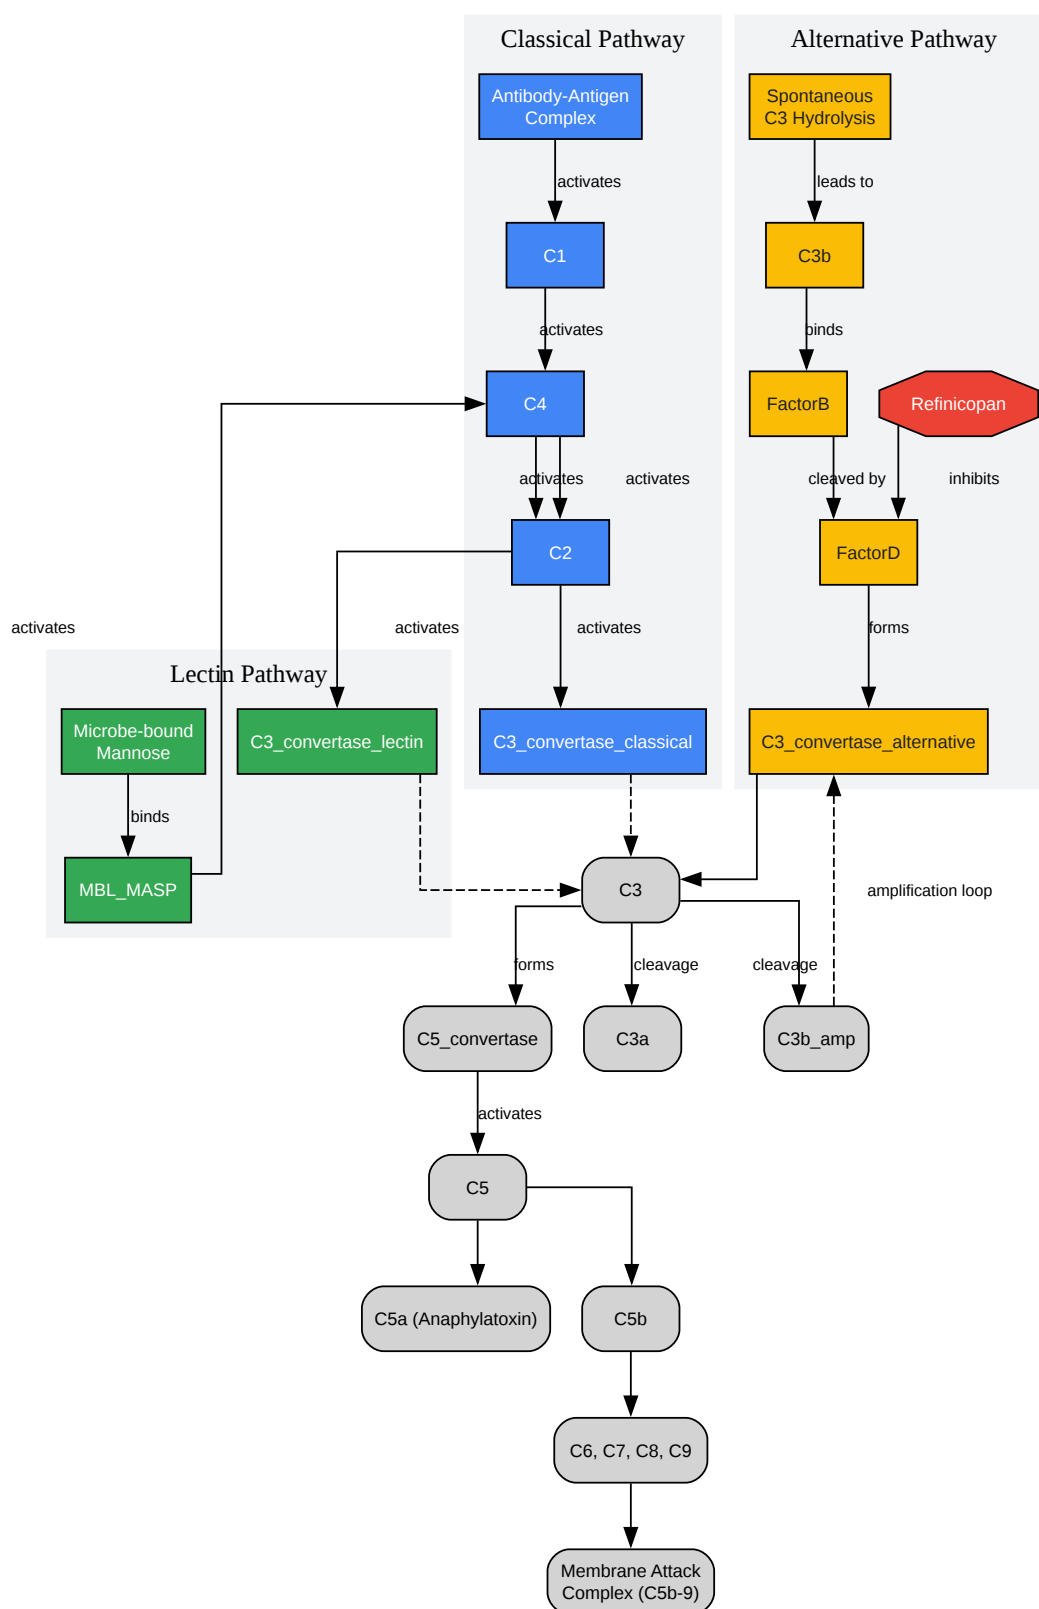 Classical Pathway
Alternative Pathway
Antibody-Antigen
Complex
Spontaneous
C3 Hydrolysis
activates
leads to
C1
C3b
activates
binds
C4
FactorB
Refinicopan
activates
activates
cleaved by
inhibits
C2
FactorD
activates
activates
activates
forms
Lectin Pathway
Microbe-bound
Mannose
C3_convertase_lectin
C3_convertase_classical
C3_convertase_alternative
binds
MBL_MASP
C3
amplification loop
forms
cleavage
cleavage
C5_convertase
C3a
C3b_amp
activates
C5
C5a (Anaphylatoxin)
C5b
C6, C7, C8, C9
Membrane Attack
Complex (C5b-9)